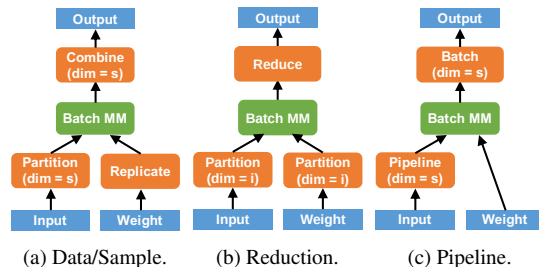 Output
Combine
(dim = s)
Batch MM
Partition
(dim = s)
Replicate
Input
Weight
(a) Data/Sample.
Output
Reduce
Batch MM
Partition
(dim = i)
Partition
(dim = i)
Input
Weight
(b) Reduction.
Output
Batch
(dim = s)
Batch MM
Pipeline
(dim = s)
Input
Weight
(c) Pipeline.